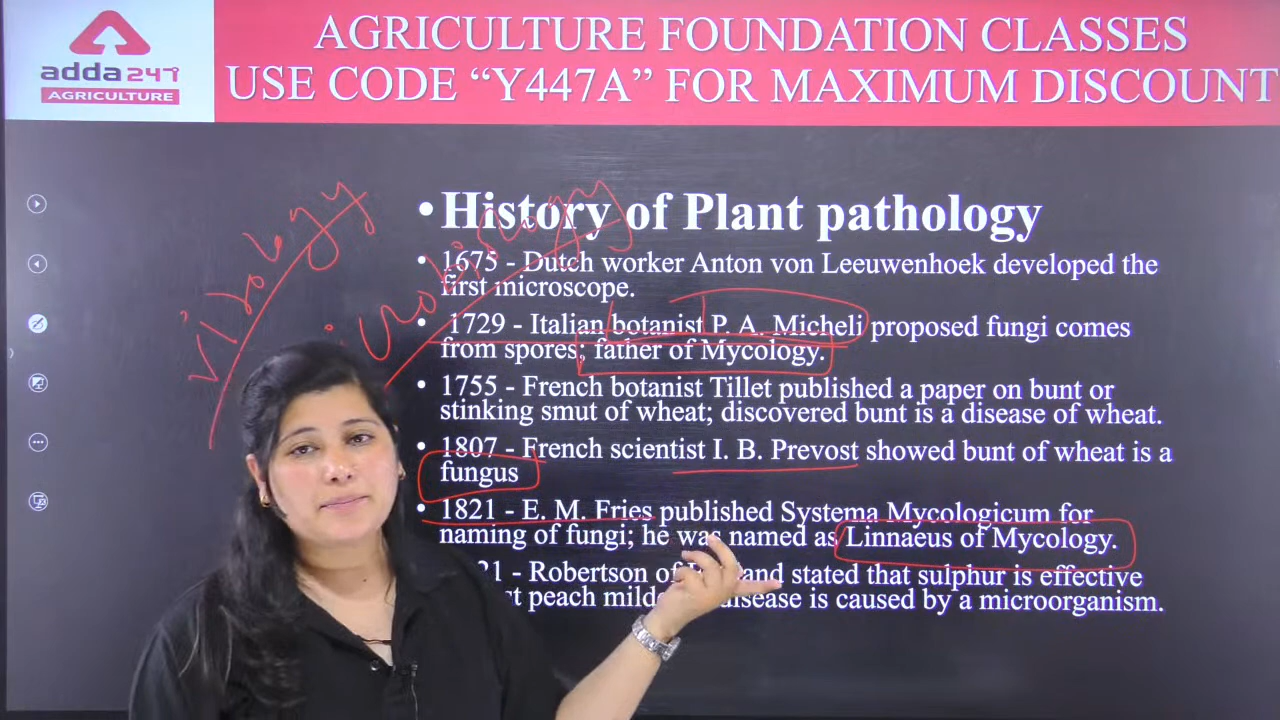 adda247
AGRICULTURE
AGRICULTURE FOUNDATION CLASSES
USE CODE “Y447A” FOR MAXIMUM DISCOUNT
virology
• History of Plant pathology
• 1675 - Dutch worker Anton von Leeuwenhoek developed the
first microscope.
• 1729 - Italian botanist P. A. Micheli proposed fungi comes
from spores; father of Mycology.
• 1755 - French botanist Tillet published a paper on bunt or
stinking smut of wheat; discovered bunt is a disease of wheat.
• 1807 - French scientist I. B. Prevost showed bunt of wheat is a
fungus
• 1821 - E. M. Fries published Systema Mycologicum for
naming of fungi; he was named as Linnaeus of Mycology.
21 - Robertson of and stated that sulphur is effective
peach disease is caused by a microorganism.